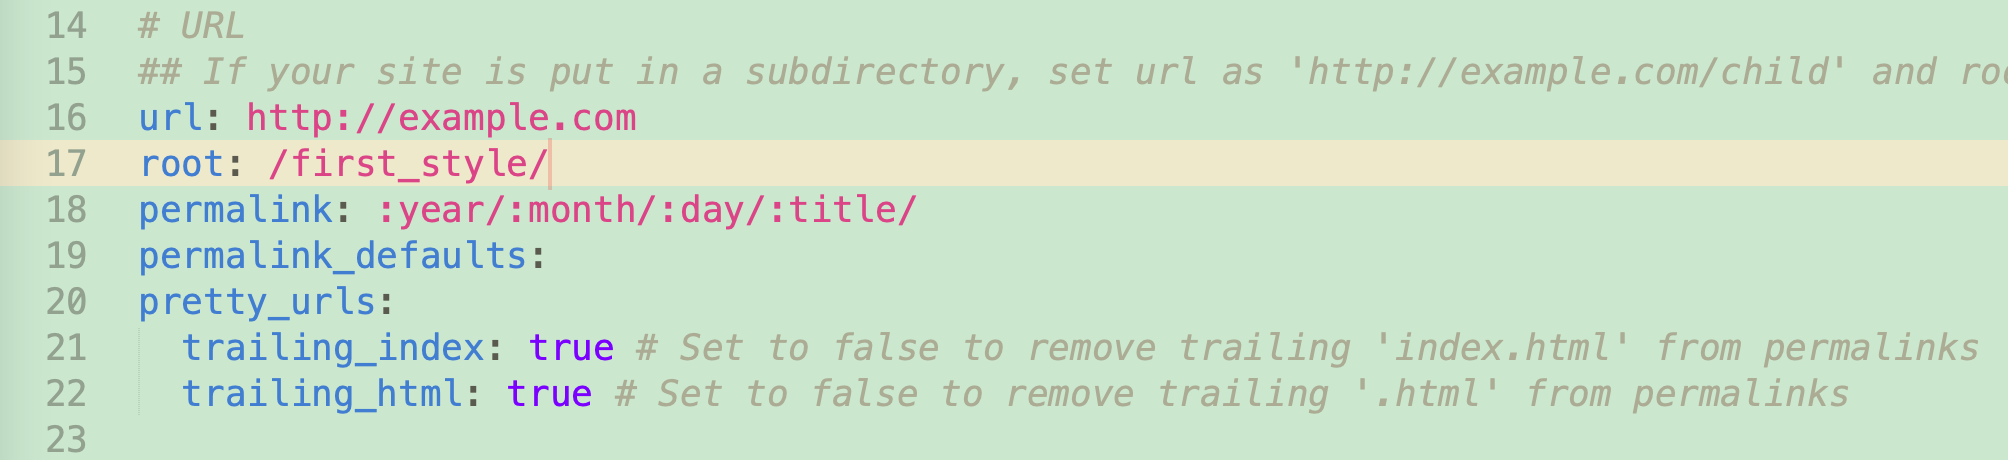 14 # URL
15 ## If your site is put in a subdirectory, set url as 'http://example.com/child' and
16 url: http://example.com
17 root: /first_style/
18 permalink: :year/:month/:day/:title/
19 permalink_defaults:
20 pretty_urls:
21 trailing_index: true # Set to false to remove trailing 'index.html' from permalinks
22 trailing_html: true # Set to false to remove trailing '.html' from permalinks
23